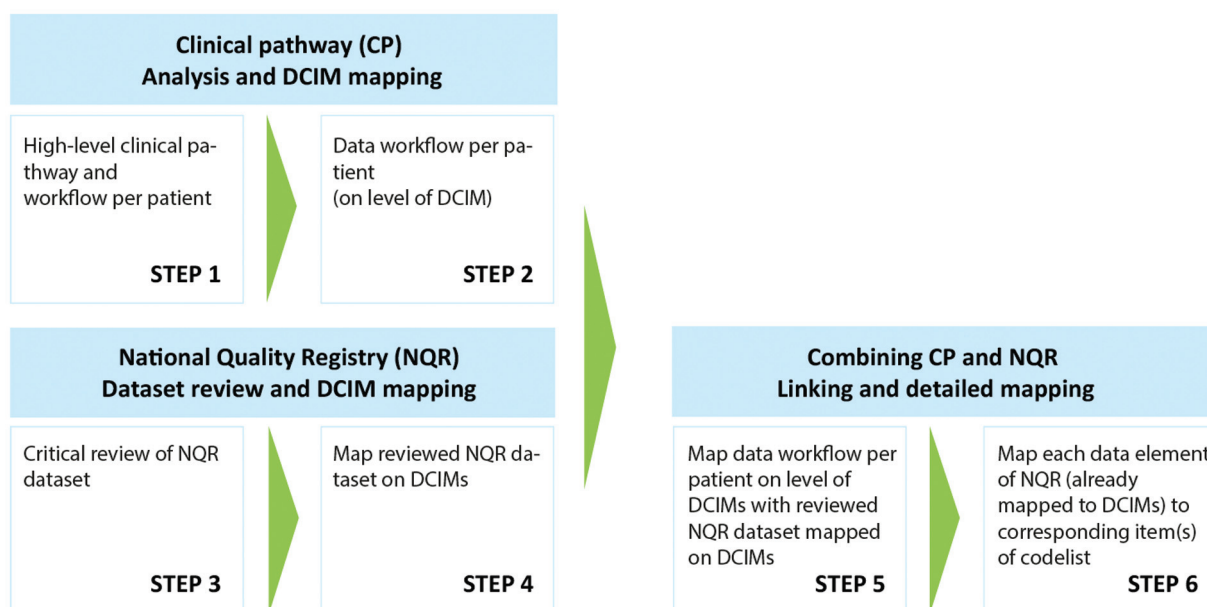 Clinical pathway (CP)
Analysis and DCIM mapping
High-level clinical pa-
thway and
workflow per patient
STEP 1
Data workflow per pa-
tient
(on level of DCIM)
STEP 2
National Quality Registry (NQR)
Dataset review and DCIM mapping
Critical review of NQR
dataset
STEP 3
Map reviewed NQR da-
taset on DCIMs
STEP 4
Combining CP and NQR
Linking and detailed mapping
Map data workflow per
patient on level of
DCIMs with reviewed
NQR dataset mapped
on DCIMs
STEP 5
Map each data element
of NQR (already
mapped to DCIMs) to
corresponding item(s)
of codelist
STEP 6